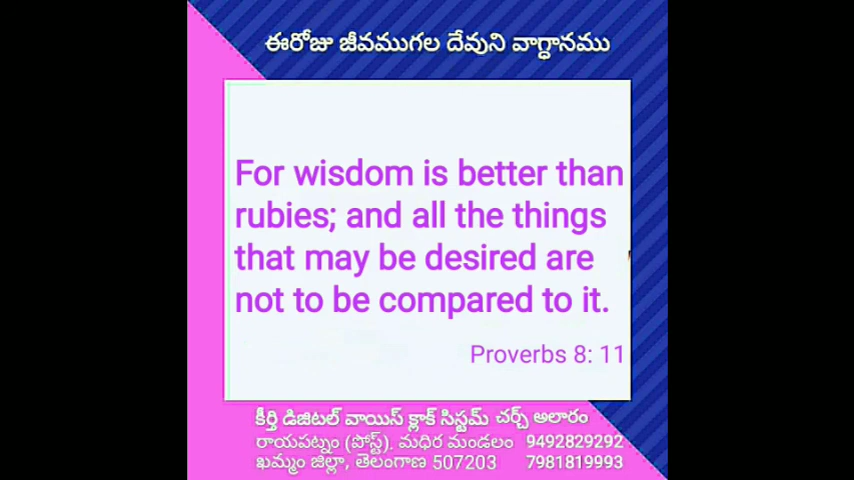 ఈరోజు జీవముగల దేవుని వాగ్ధానము
For wisdom is better than
rubies; and all the things
that may be desired are
not to be compared to it.
Proverbs 8: 11
కీర్తి డిజిటల్ వాయిస్ క్లాక్ సిస్టమ్ చర్చ్ అలారం
రాయపట్నం (పోస్ట్). మధిర మండలం 9492829292
ఖమ్మం జిల్లా, తెలంగాణ 507203 7981819993